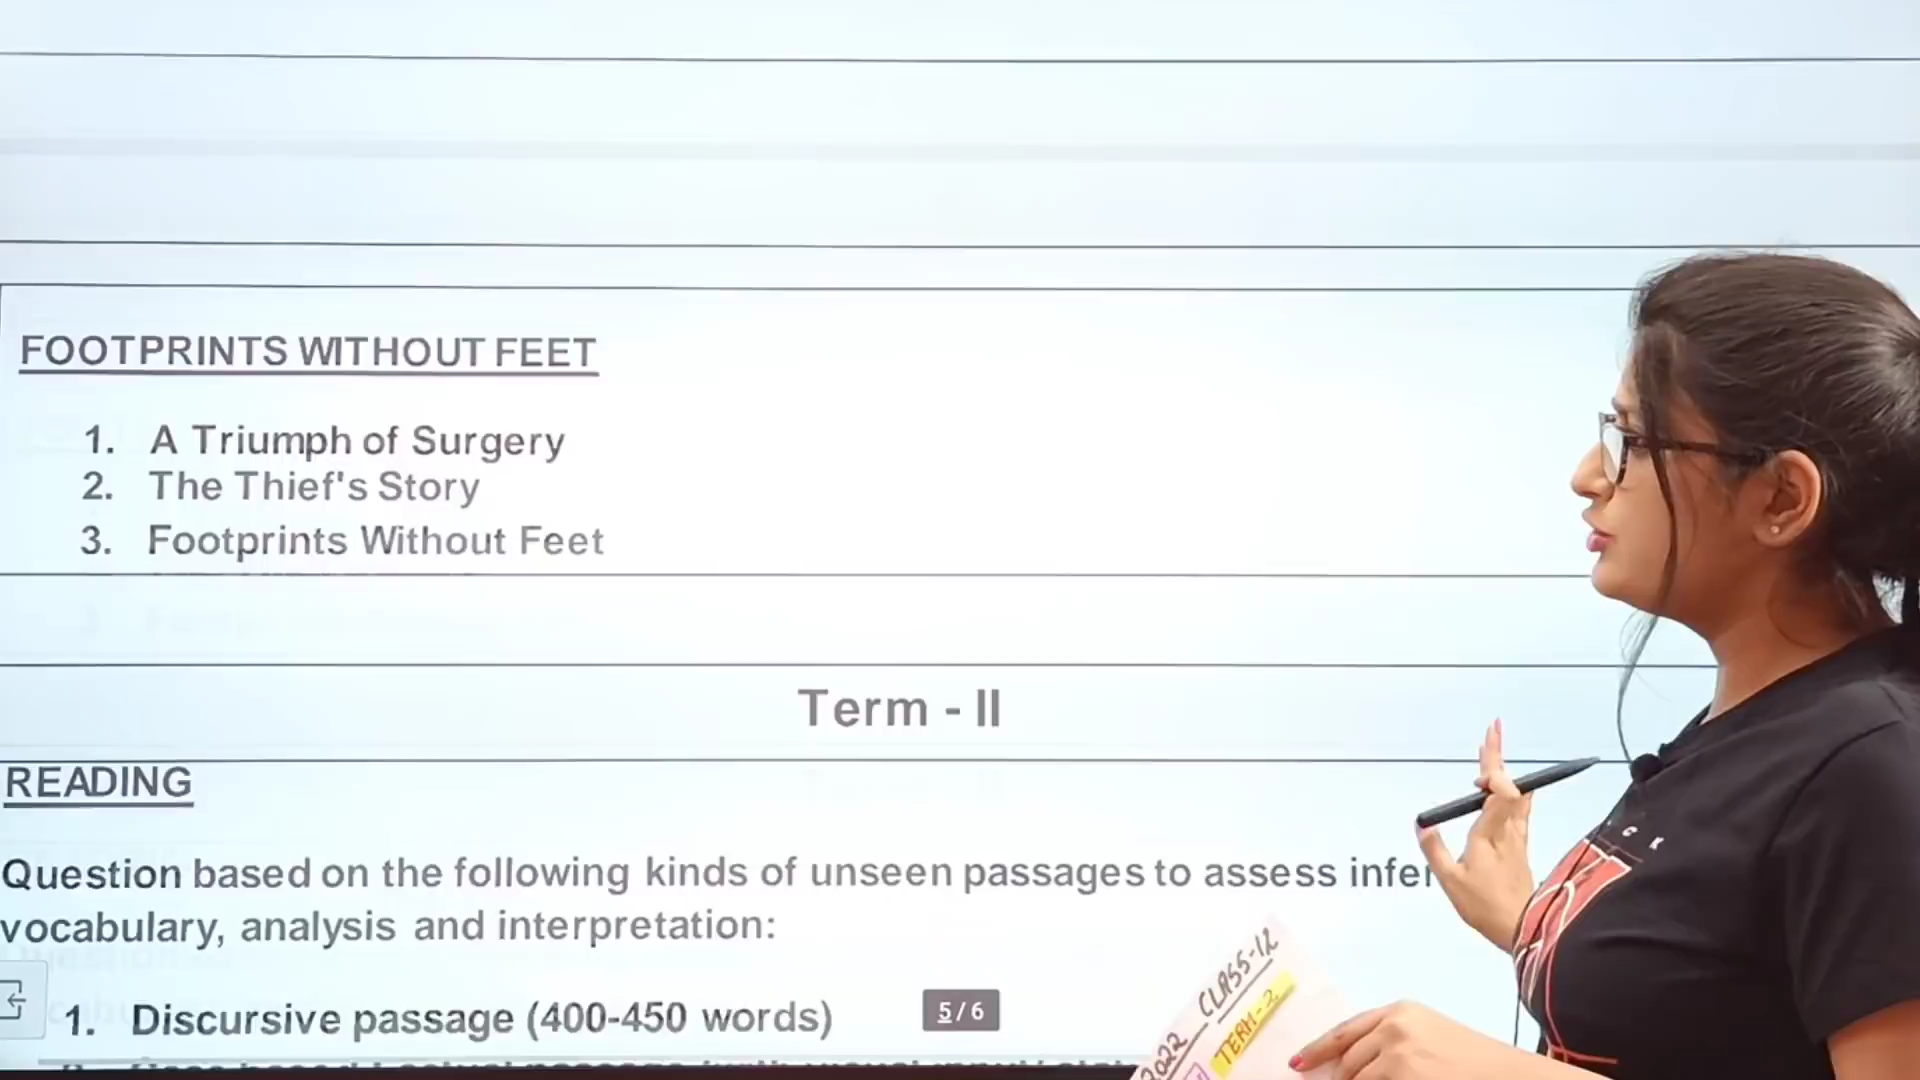 FOOTPRINTS WITHOUT FEET
1. A Triumph of Surgery
2. The Thief's Story
3. Footprints Without Feet
Term - II
READING
Question based on the following kinds of unseen passages to assess
vocabulary, analysis and interpretation:
1. Discursive passage (400-450 words)
5 / 6
2022 CLASS-12
TERM-2
C K